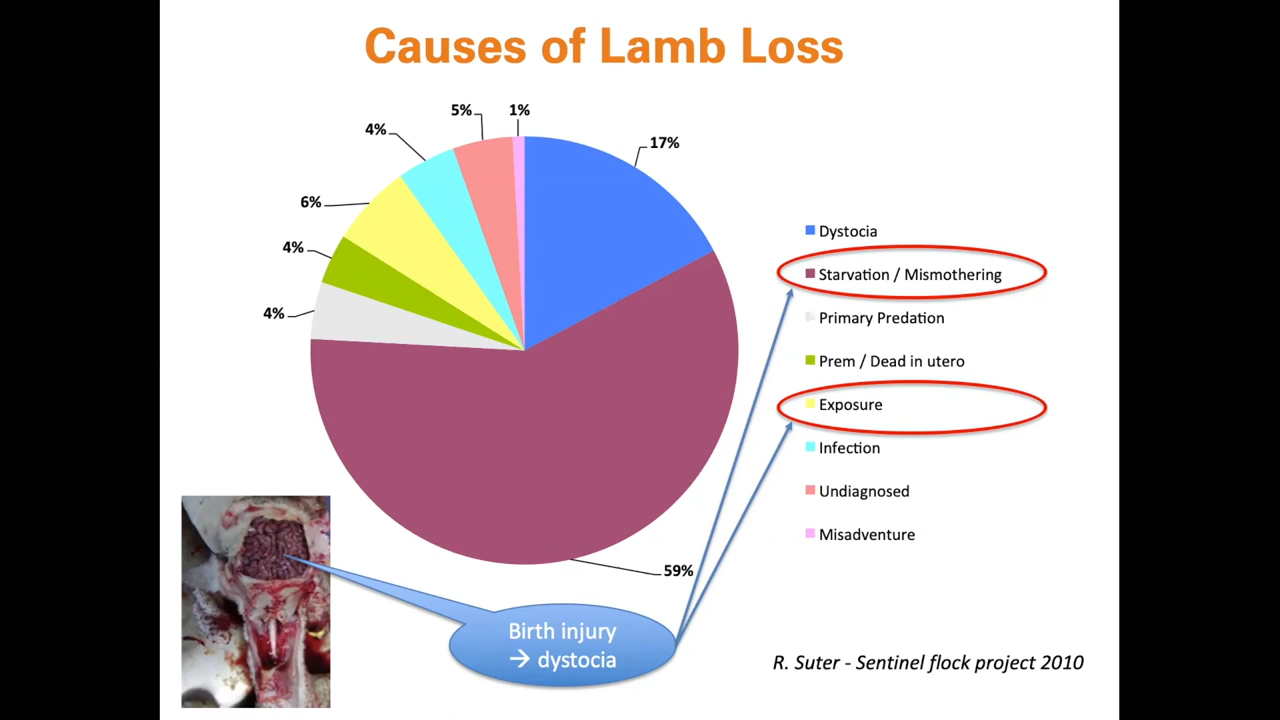 Causes of Lamb Loss
5%
1%
4%
17%
6%
4%
4%
59%
Dystocia
Starvation / Mismothering
Primary Predation
Prem / Dead in utero
Exposure
Infection
Undiagnosed
Misadventure
Birth injury
→ dystocia
R. Suter - Sentinel flock project 2010